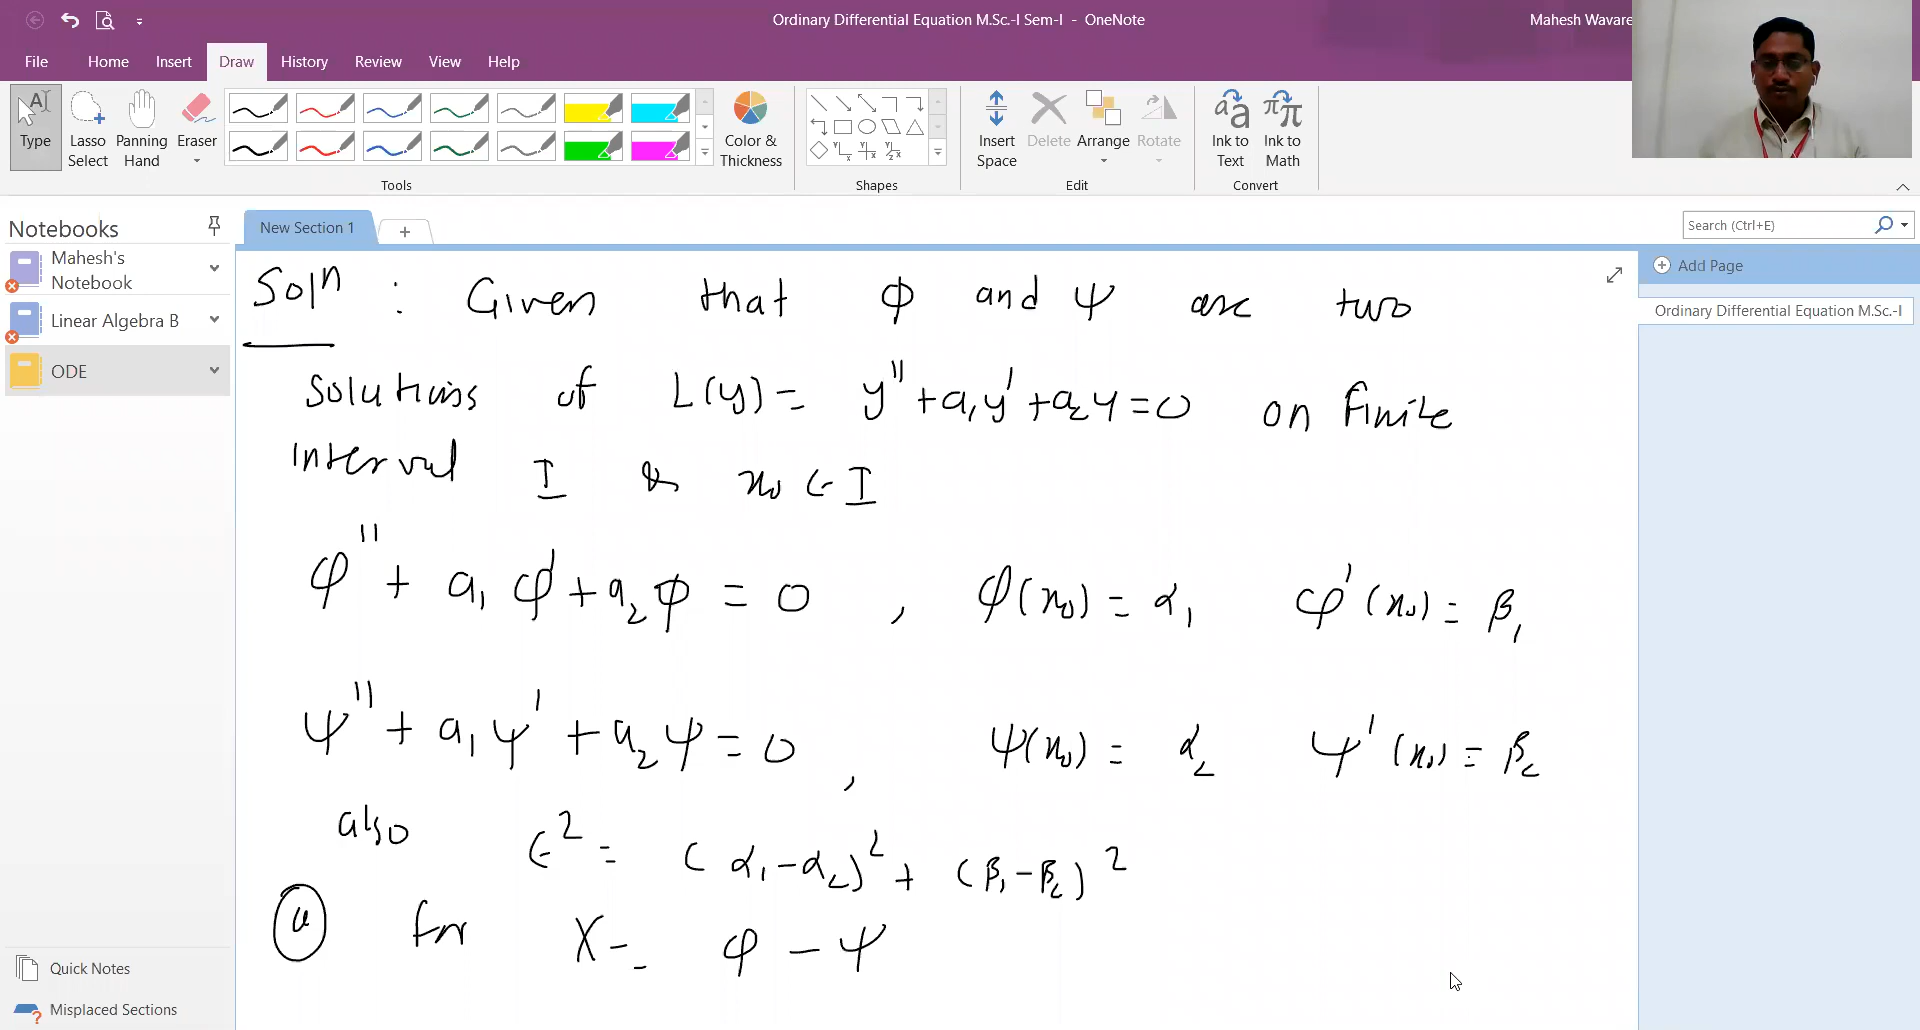 Ordinary Differential Equation M.Sc.-I Sem-I - OneNote
Mahesh Wavare
File Home Insert Draw History Review View Help
Type
Lasso Select
Panning Hand
Eraser
Color & Thickness
Insert Space
Delete
Arrange
Rotate
Ink to Text
Ink to Math
Tools
Shapes
Edit
Convert
Notebooks
Mahesh's Notebook
Linear Algebra B
ODE
Quick Notes
Misplaced Sections
New Section 1
Search (Ctrl+E)
Add Page
Ordinary Differential Equation M.Sc.-I
Solⁿ : Given that φ and ψ are two
Solutions of L(y) = y'' + a₁y' + a₂y = 0 on finite
interval I & x₀ ∈ I
φ'' + a₁φ' + a₂φ = 0 , φ(x₀) = α₁ φ'(x₀) = β₁
ψ'' + a₁ψ' + a₂ψ = 0 , ψ(x₀) = α₂ ψ'(x₀) = β₂
also ϵ² = (α₁ - α₂)² + (β₁ - β₂)²
for X = φ - ψ